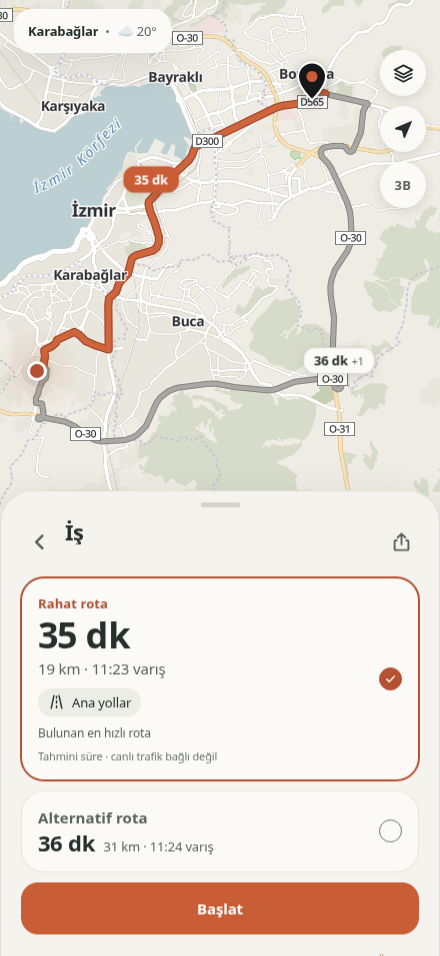 30
Karabağlar • 20°
O-30
Bayraklı
D565
Karşıyaka
D300
İzmir Körfezi
35 dk
3B
İzmir
O-30
Karabağlar
Buca
36 dk +1
O-30
O-31
O-30
İş
Rahat rota
35 dk
19 km · 11:23 varış
Ana yollar
Bulunan en hızlı rota
Tahmini süre · canlı trafik bağlı değil
Alternatif rota
36 dk 31 km · 11:24 varış
Başlat